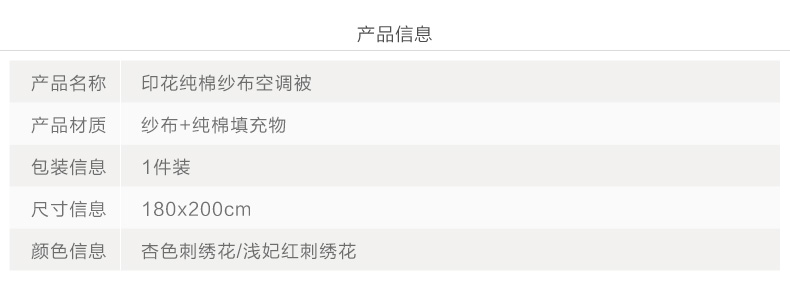 产品信息
产品名称 印花纯棉纱布空调被
产品材质 纱布+纯棉填充物
包装信息 1件装
尺寸信息 180x200cm
颜色信息 杏色刺绣花/浅妃红刺绣花